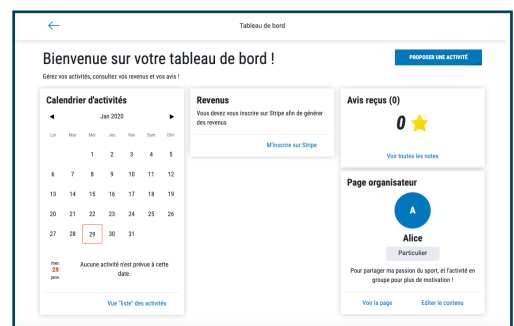 Tableau de bord
Bienvenue sur votre tableau de bord !
PROPOSER UNE ACTIVITÉ
Gérez vos activités, consultez vos revenus et vos avis !
Calendrier d'activités
Jan 2020
Lun Mar Mer Jeu Ven Sam Dim
1 2 3 4 5
6 7 8 9 10 11 12
13 14 15 16 17 18 19
20 21 22 23 24 25 26
27 28 29 30 31
mer.
29
janv.
Aucune activité n'est prévue à cette
date.
Vue "liste" des activités
Revenus
Vous devez vous inscrire sur Stripe afin de générer
des revenus
M'inscrire sur Stripe
Avis reçus (0)
0
Voir toutes les notes
Page organisateur
A
Alice
Particulier
Pour partager ma passion du sport, et l'activité en
groupe pour plus de motivation !
Voir la page
Editer le contenu